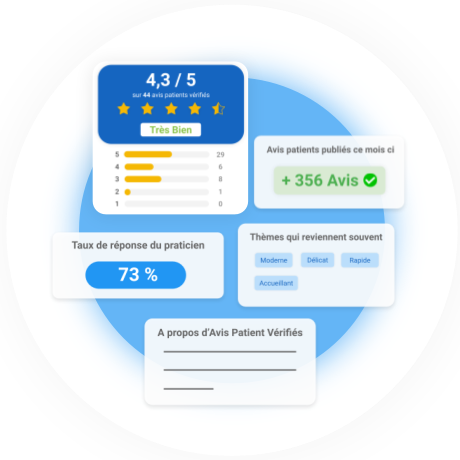 4,3 / 5
sur 44 avis patients vérifiés
Très Bien
5 29
4 6
3 8
2 1
1 0
Avis patients publiés ce mois ci
+ 356 Avis
Taux de réponse du praticien
73 %
Thèmes qui reviennent souvent
Moderne Délicat Rapide
Accueillant
A propos d'Avis Patient Vérifiés